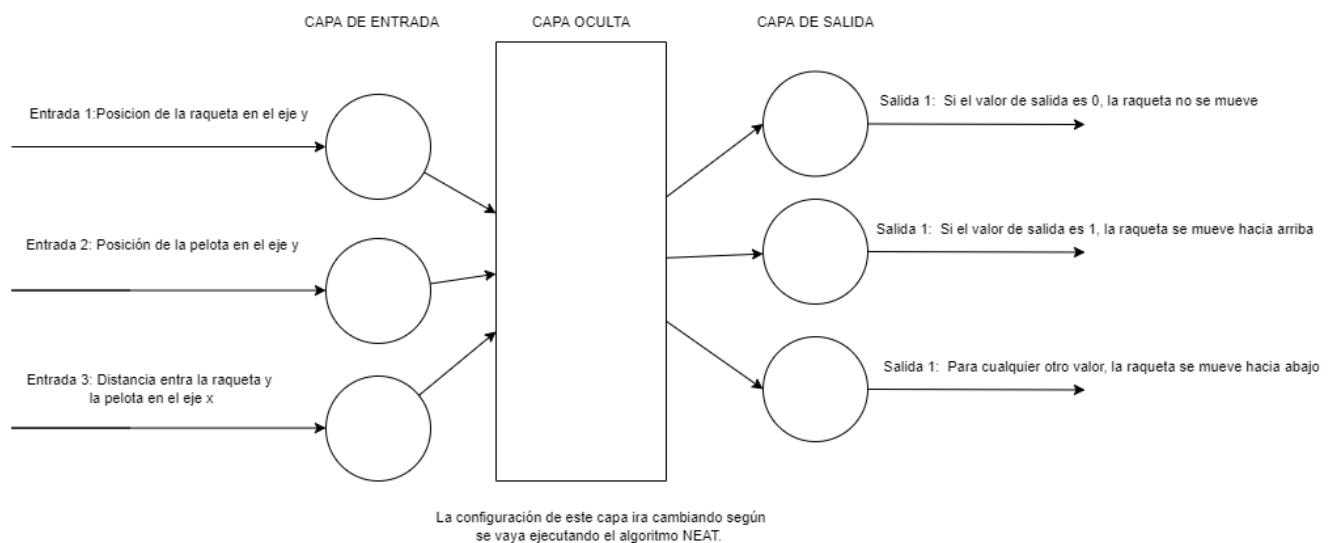 CAPA DE ENTRADA
CAPA OCULTA
CAPA DE SALIDA
Entrada 1:Posicion de la raqueta en el eje y
Salida 1: Si el valor de salida es 0, la raqueta no se mueve
Entrada 2: Posición de la pelota en el eje y
Salida 1: Si el valor de salida es 1, la raqueta se mueve hacia arriba
Entrada 3: Distancia entra la raqueta y
la pelota en el eje x
Salida 1: Para cualquier otro valor, la raqueta se mueve hacia abajo
La configuración de este capa ira cambiando según
se vaya ejecutando el algoritmo NEAT.